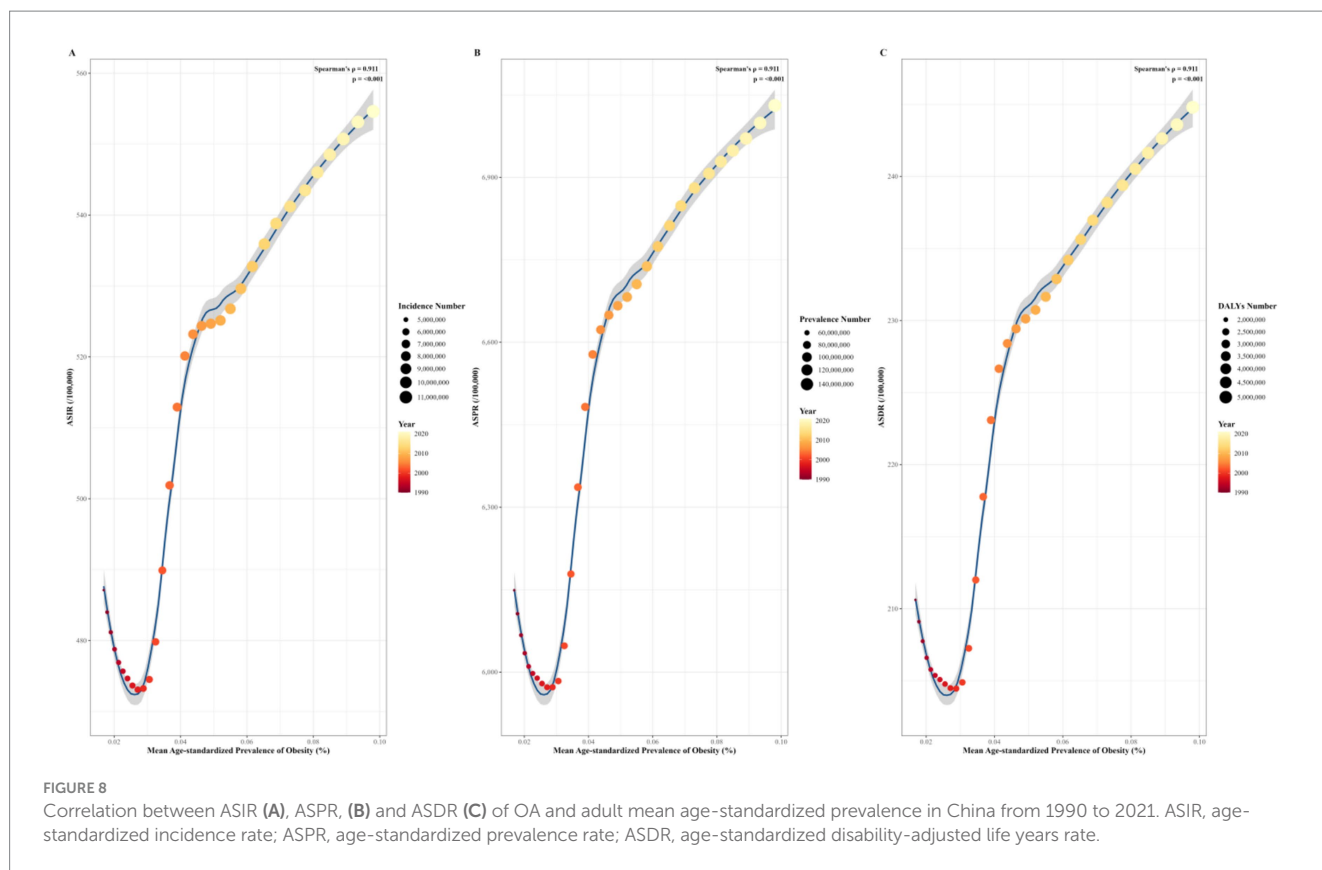 A
Spearman's ρ = 0.911
p = <0.001
560
540
520
500
480
ASIR (/100,000)
0.02
0.04
0.06
0.08
0.10
Mean Age-standardized Prevalence of Obesity (%)
Incidence Number
5,000,000
6,000,000
7,000,000
8,000,000
9,000,000
10,000,000
11,000,000
Year
2020
2010
2000
1990
B
Spearman's ρ = 0.911
p = <0.001
6,900
6,600
6,300
6,000
ASPR (/100,000)
0.02
0.04
0.06
0.08
0.10
Mean Age-standardized Prevalence of Obesity (%)
Prevalence Number
60,000,000
80,000,000
100,000,000
120,000,000
140,000,000
Year
2020
2010
2000
1990
C
Spearman's ρ = 0.911
p = <0.001
240
230
220
210
ASDR (/100,000)
0.02
0.04
0.06
0.08
0.10
Mean Age-standardized Prevalence of Obesity (%)
DALYs Number
2,000,000
2,500,000
3,000,000
3,500,000
4,000,000
4,500,000
5,000,000
Year
2020
2010
2000
1990
FIGURE 8
Correlation between ASIR (A), ASPR, (B) and ASDR (C) of OA and adult mean age-standardized prevalence in China from 1990 to 2021. ASIR, age-
standardized incidence rate; ASPR, age-standardized prevalence rate; ASDR, age-standardized disability-adjusted life years rate.